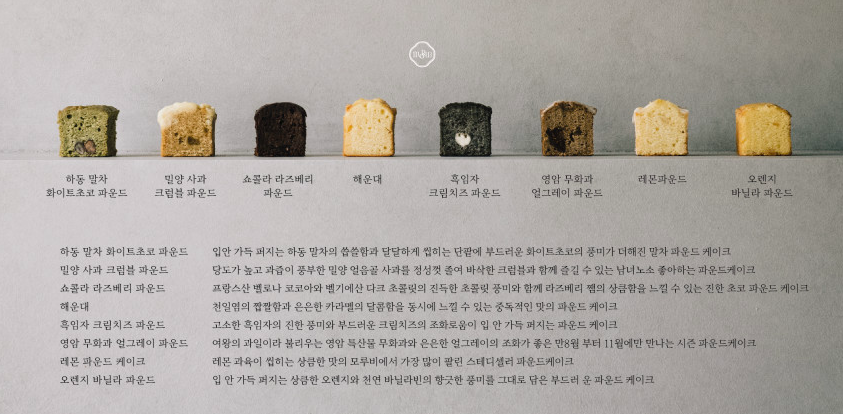 하동 말차
화이트초코 파운드
밀양 사과
크럼블 파운드
쇼콜라 라즈베리
파운드
해운대
흑임자
크림치즈 파운드
영암 무화과
얼그레이 파운드
레몬파운드
오렌지
바닐라 파운드
하동 말차 화이트초코 파운드 입안 가득 퍼지는 하동 말차의 씁쓸함과 달달하게 씹히는 단팥에 부드러운 화이트초코의 풍미가 더해진 말차 파운드 케이크
밀양 사과 크럼블 파운드 당도가 높고 과즙이 풍부한 밀양 얼음골 사과를 정성껏 졸여 바삭한 크럼블과 함께 즐길 수 있는 남녀노소 좋아하는 파운드케이크
쇼콜라 라즈베리 파운드 프랑스산 벨로나 코코아와 벨기에산 다크 초콜릿의 진득한 초콜릿 풍미와 함께 라즈베리 쨈의 상큼함을 느낄 수 있는 진한 초코 파운드 케이크
해운대 천일염의 짭짤함과 은은한 카라멜의 달콤함을 동시에 느낄 수 있는 중독적인 맛의 파운드 케이크
흑임자 크림치즈 파운드 고소한 흑임자의 진한 풍미와 부드러운 크림치즈의 조화로움이 입 안 가득 퍼지는 파운드 케이크
영암 무화과 얼그레이 파운드 여왕의 과일이라 불리우는 영암 특산물 무화과와 은은한 얼그레이의 조화가 좋은 만8월 부터 11월에만 만나는 시즌 파운드케이크
레몬 파운드 케이크 레몬 과육이 씹히는 상큼한 맛의 모루비에서 가장 많이 팔린 스테디셀러 파운드케이크
오렌지 바닐라 파운드 입 안 가득 퍼지는 상큼한 오렌지와 천연 바닐라빈의 향긋한 풍미를 그대로 담은 부드러 운 파운드 케이크